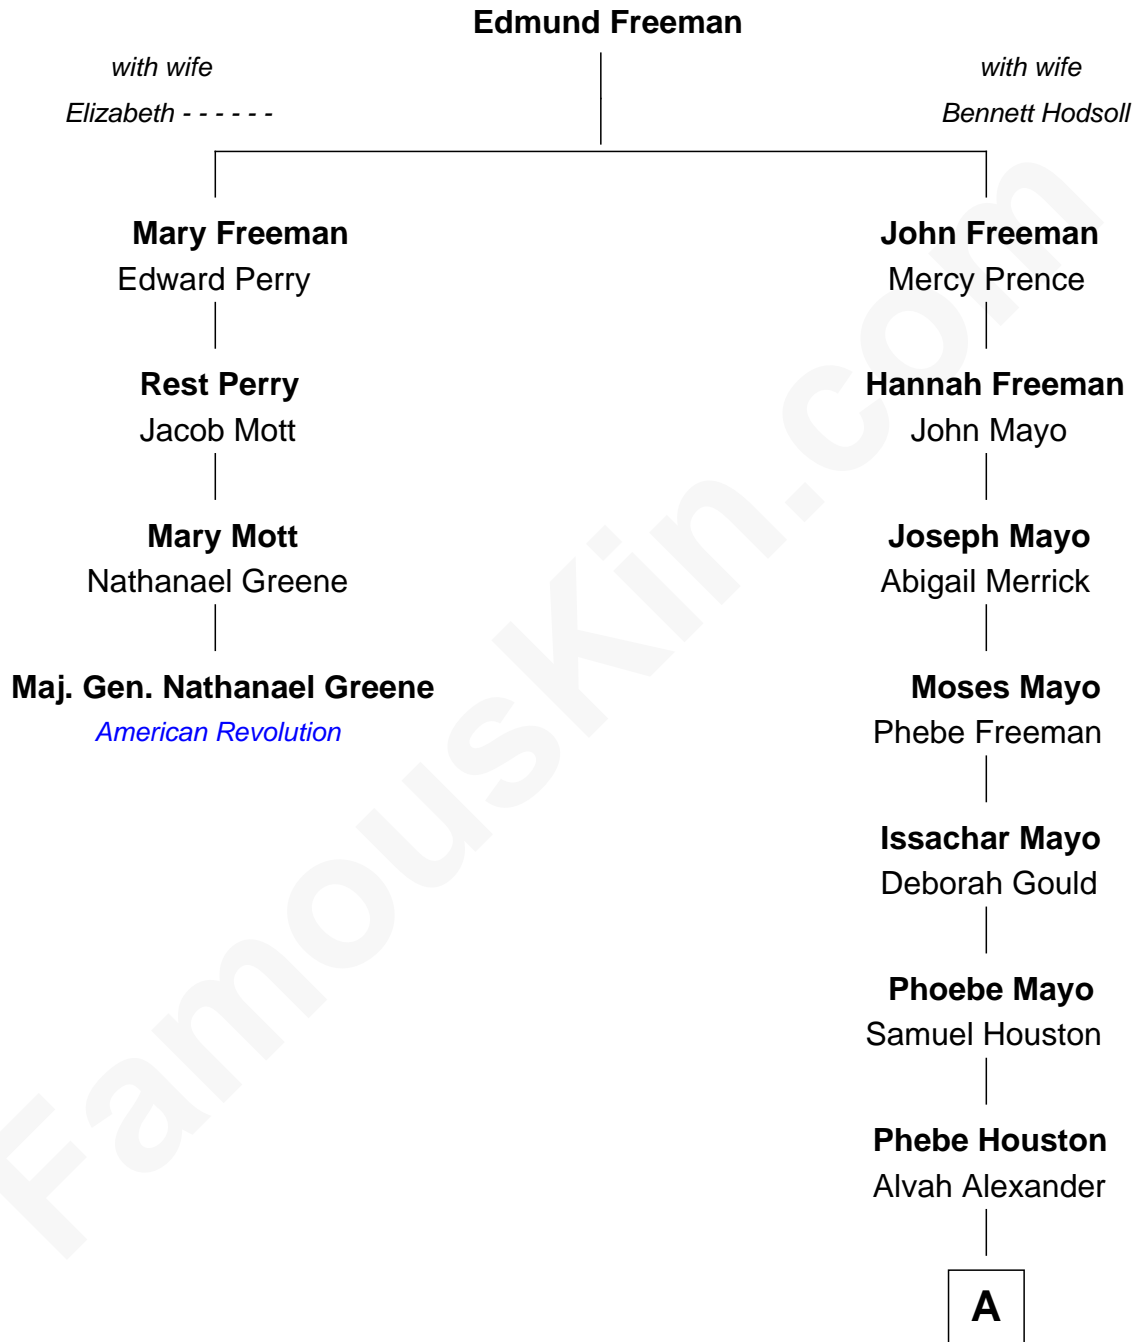 Edmund Freeman
with wife
Elizabeth - - - - - -
with wife
Bennett Hodsoll
Mary Freeman
Edward Perry
John Freeman
Mercy Prence
Rest Perry
Jacob Mott
Hannah Freeman
John Mayo
Mary Mott
Nathanael Greene
Joseph Mayo
Abigail Merrick
Maj. Gen. Nathanael Greene
American Revolution
Moses Mayo
Phebe Freeman
Issachar Mayo
Deborah Gould
Phoebe Mayo
Samuel Houston
Phebe Houston
Alvah Alexander
A
FamousKin.com